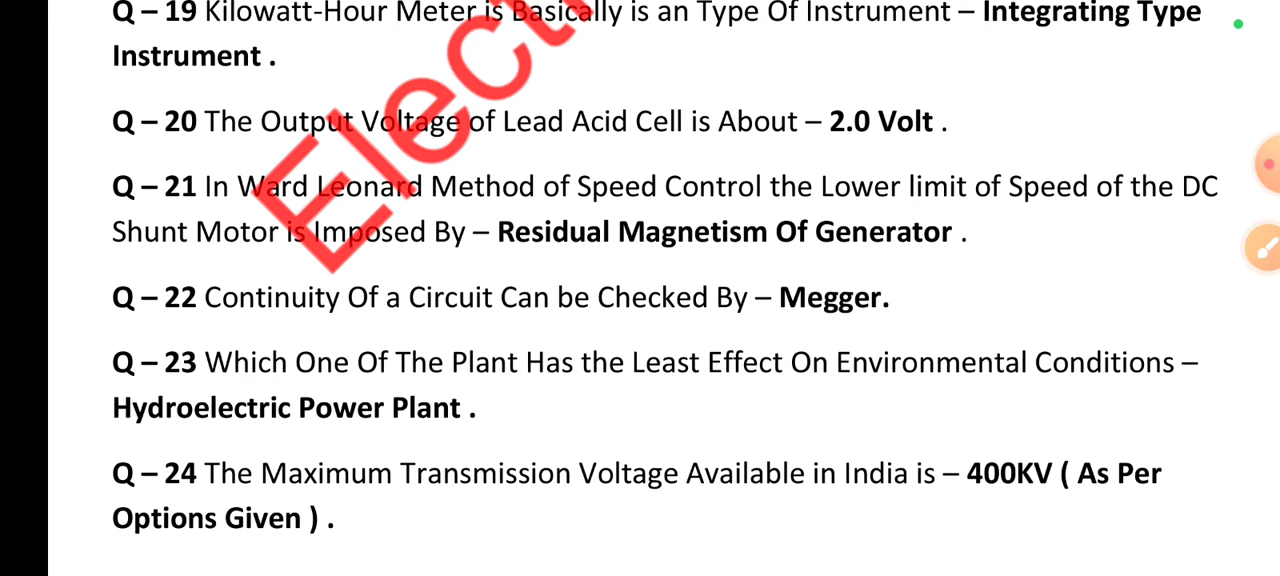 Q – 19 Kilowatt-Hour Meter is Basically is an Type Of Instrument – Integrating Type
Instrument .
Q – 20 The Output Voltage of Lead Acid Cell is About – 2.0 Volt .
Q – 21 In Ward Leonard Method of Speed Control the Lower limit of Speed of the DC
Shunt Motor is Imposed By – Residual Magnetism Of Generator .
Q – 22 Continuity Of a Circuit Can be Checked By – Megger.
Q – 23 Which One Of The Plant Has the Least Effect On Environmental Conditions –
Hydroelectric Power Plant .
Q – 24 The Maximum Transmission Voltage Available in India is – 400KV ( As Per
Options Given ) .